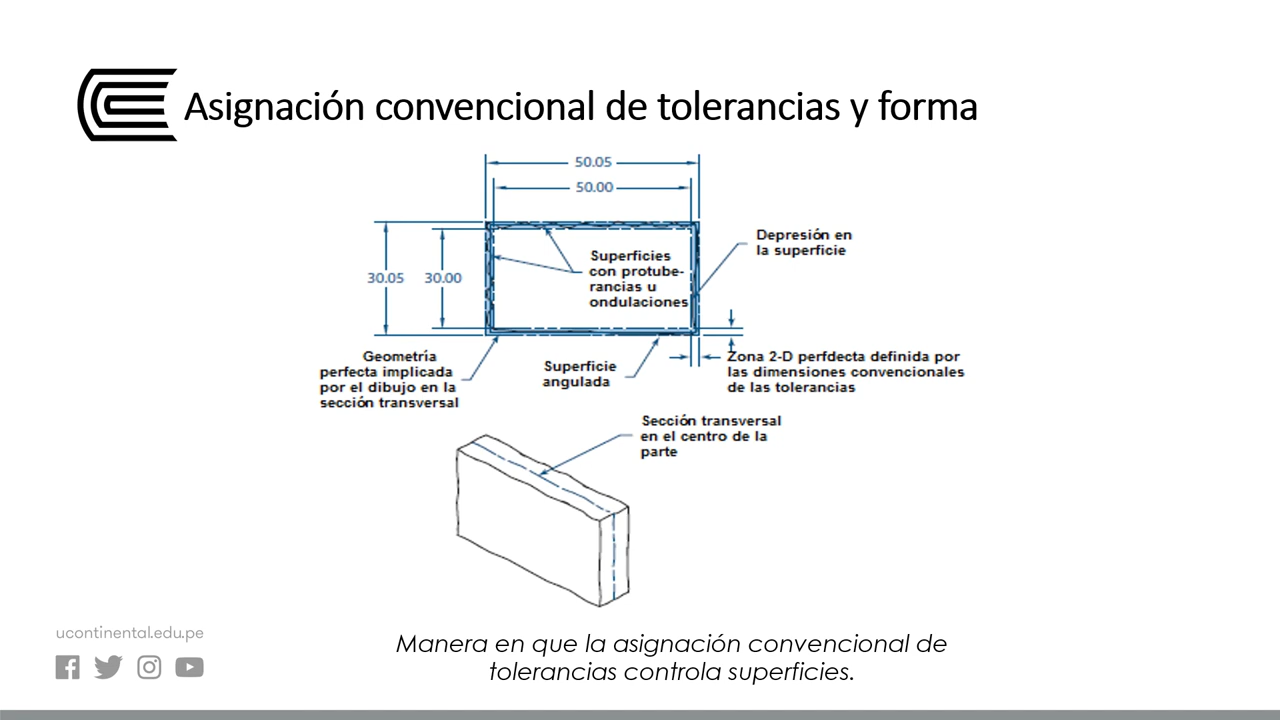 Asignación convencional de tolerancias y forma
50.05
50.00
Depresión en
la superficie
Superficies
con protube-
rancias u
ondulaciones
30.05
30.00
Geometría
perfecta implicada
por el dibujo en la
sección transversal
Superficie
angulada
Zona 2-D perfdecta definida por
las dimensiones convencionales
de las tolerancias
Sección transversal
en el centro de la
parte
ucontinental.edu.pe
Manera en que la asignación convencional de
tolerancias controla superficies.